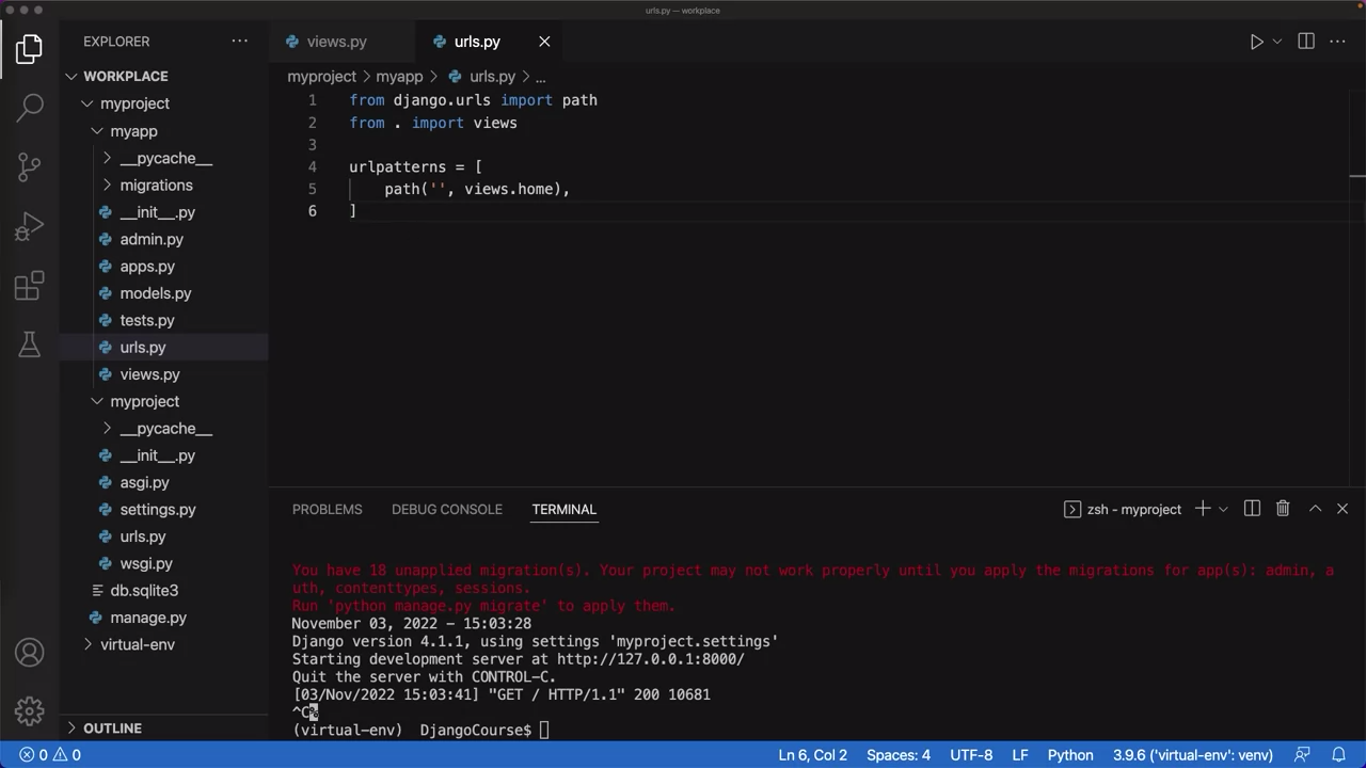 urls.py — workplace
EXPLORER
WORKPLACE
myproject
myapp
__pycache__
migrations
__init__.py
admin.py
apps.py
models.py
tests.py
urls.py
views.py
myproject
__pycache__
__init__.py
asgi.py
settings.py
urls.py
wsgi.py
db.sqlite3
manage.py
virtual-env
OUTLINE
views.py urls.py
myproject > myapp > urls.py > ...
1 from django.urls import path
2 from . import views
3
4 urlpatterns = [
5 path('', views.home),
6 ]
PROBLEMS DEBUG CONSOLE TERMINAL zsh - myproject
You have 18 unapplied migration(s). Your project may not work properly until you apply the migrations for app(s): admin, a
uth, contenttypes, sessions.
Run 'python manage.py migrate' to apply them.
November 03, 2022 - 15:03:28
Django version 4.1.1, using settings 'myproject.settings'
Starting development server at http://127.0.0.1:8000/
Quit the server with CONTROL-C.
[03/Nov/2022 15:03:41] "GET / HTTP/1.1" 200 10681
^C%
(virtual-env) DjangoCourse$
0 0 Ln 6, Col 2 Spaces: 4 UTF-8 LF Python 3.9.6 ('virtual-env': venv)